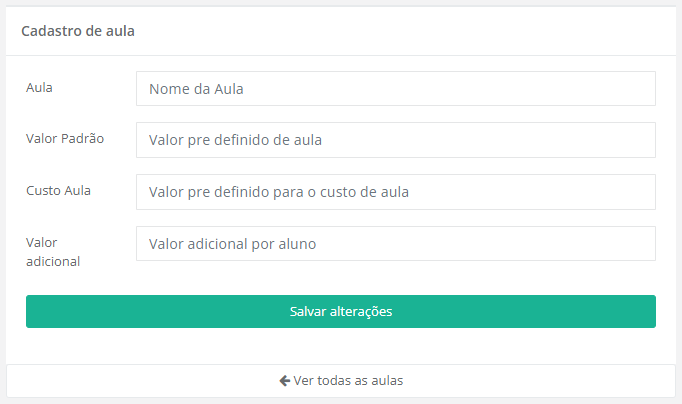 Cadastro de aula
Aula
Nome da Aula
Valor Padrão
Valor pre definido de aula
Custo Aula
Valor pre definido para o custo de aula
Valor
adicional
Valor adicional por aluno
Salvar alterações
Ver todas as aulas